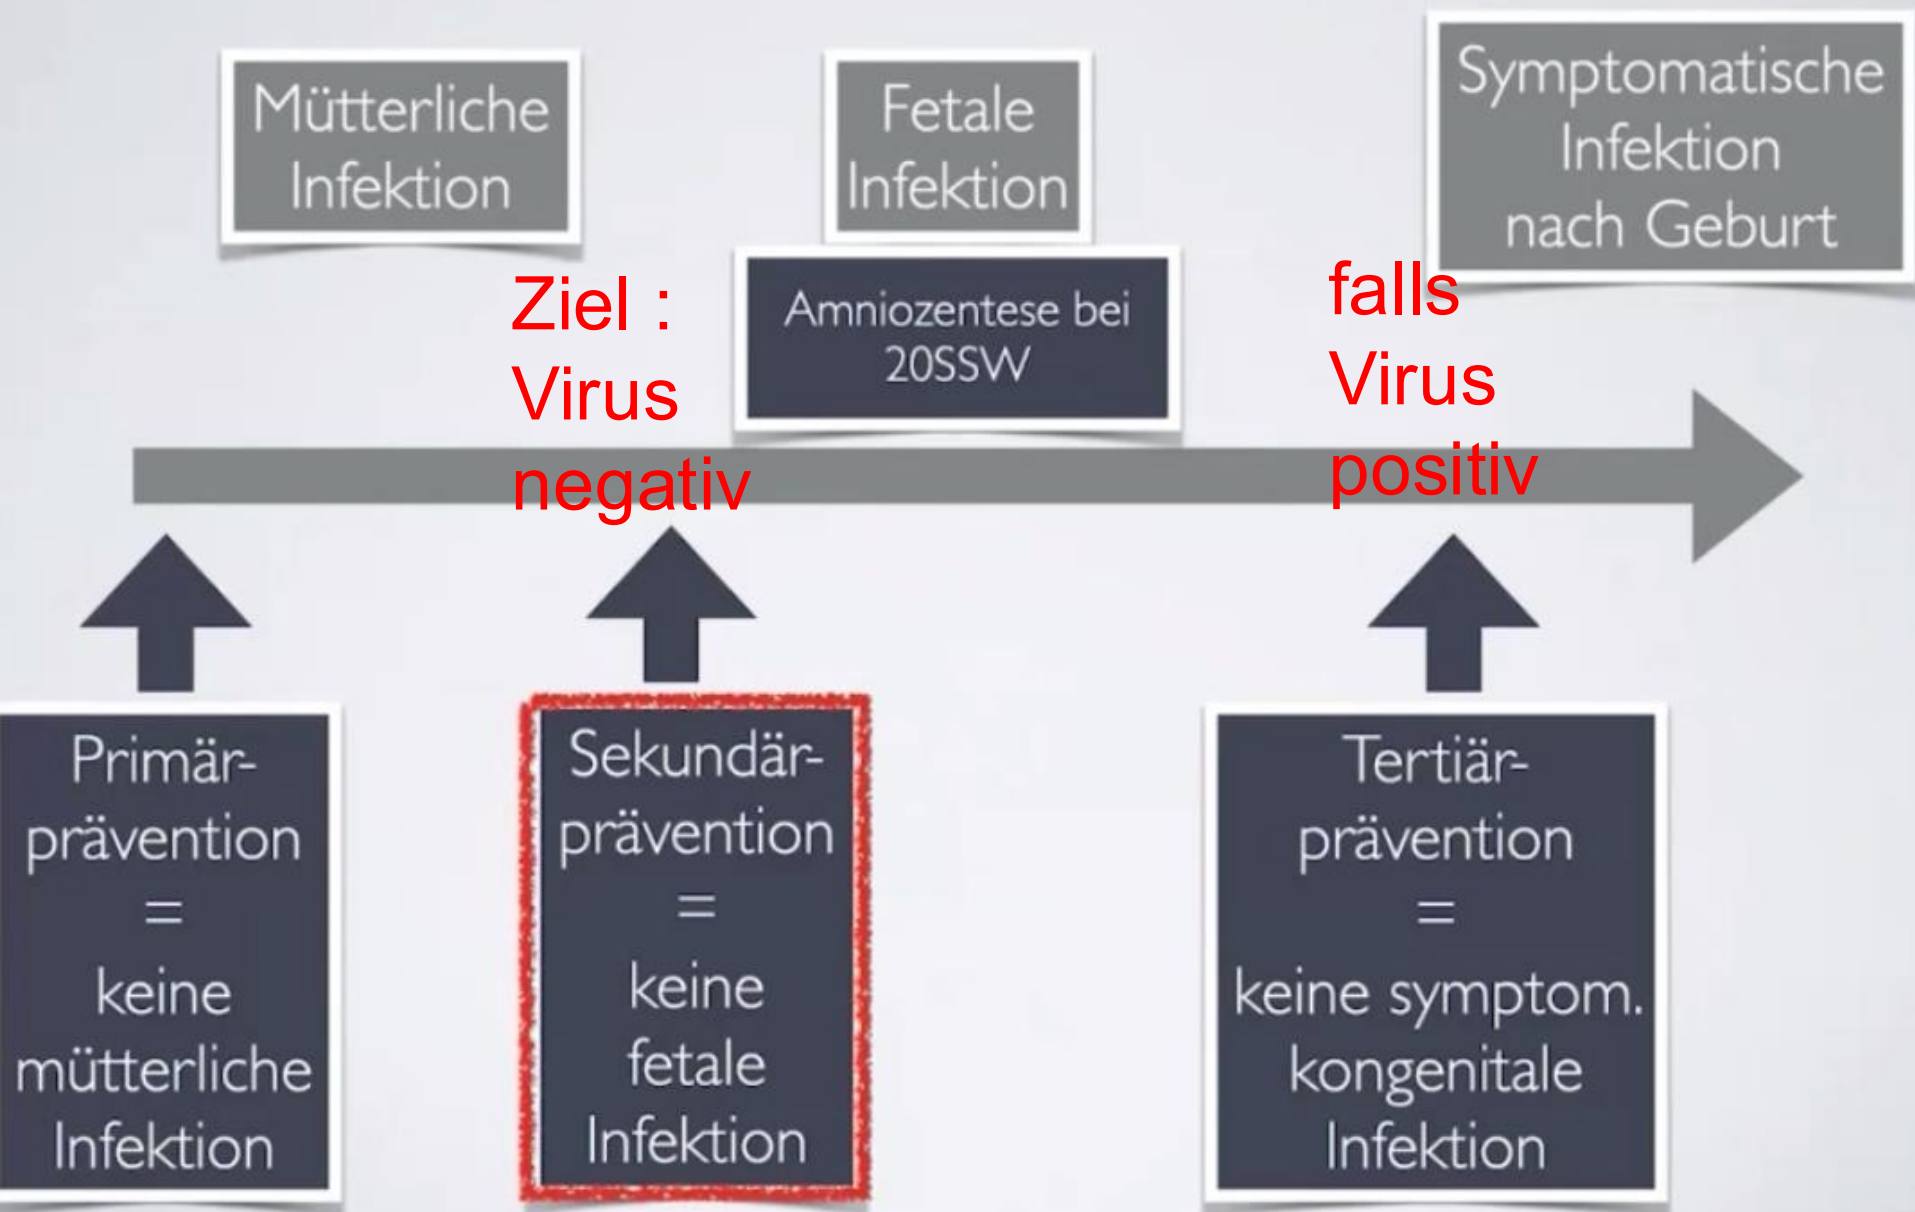 Mütterliche
Infektion
Fetale
Infektion
Symptomatische
Infektion
nach Geburt
Ziel :
Virus
negativ
Amniozentese bei
20SSW
falls
Virus
positiv
Primär-
prävention
=
keine
mütterliche
Infektion
Sekundär-
prävention
=
keine
fetale
Infektion
Tertiär-
prävention
=
keine symptom.
kongenitale
Infektion